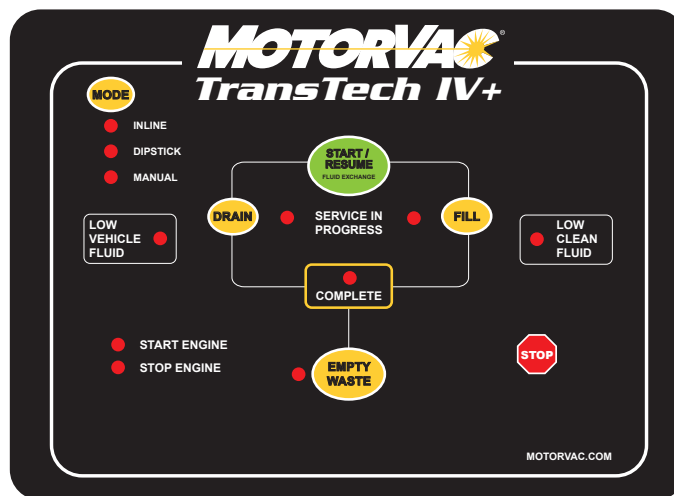 MOTORVAC®
TransTech IV+
MODE
INLINE
DIPSTICK
MANUAL
START /
RESUME
FLUID EXCHANGE
DRAIN
SERVICE IN
PROGRESS
FILL
LOW
VEHICLE
FLUID
LOW
CLEAN
FLUID
COMPLETE
START ENGINE
STOP ENGINE
EMPTY
WASTE
STOP
MOTORVAC.COM